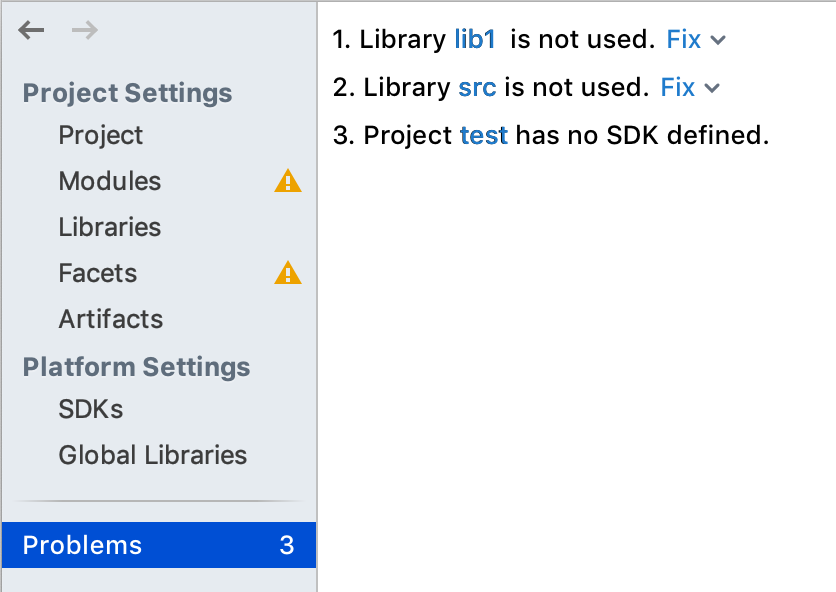 Project Settings
Project
Modules
Libraries
Facets
Artifacts
Platform Settings
SDKs
Global Libraries
Problems 3
1. Library lib1 is not used. Fix
2. Library src is not used. Fix
3. Project test has no SDK defined.